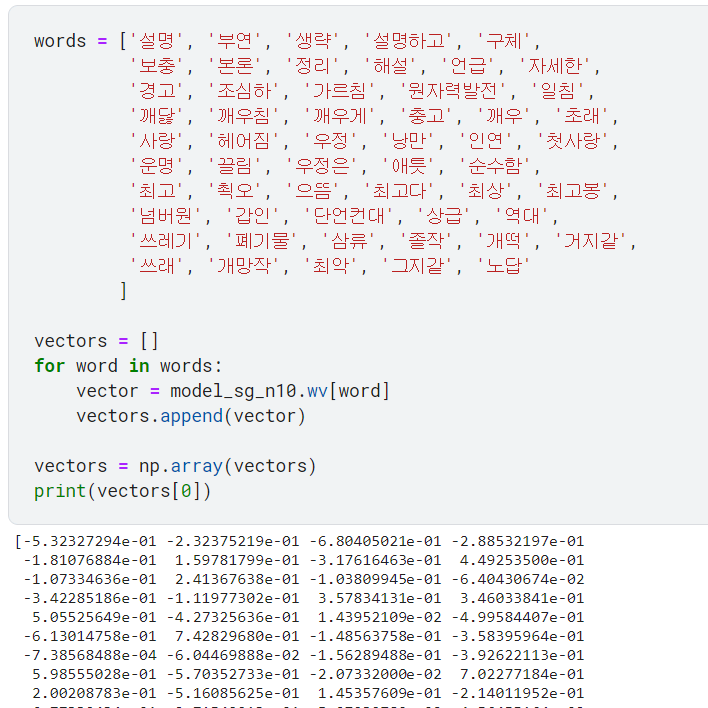 words = ['설명', '부연', '생략', '설명하고', '구체',
'보충', '본론', '정리', '해설', '언급', '자세한',
'경고', '조심하', '가르침', '원자력발전', '일침',
'깨닳', '깨우침', '깨우게', '충고', '깨우', '초래',
'사랑', '헤어짐', '우정', '낭만', '인연', '첫사랑',
'운명', '끌림', '우정은', '애틋', '순수함',
'최고', '쵝오', '으뜸', '최고다', '최상', '최고봉',
'넘버원', '갑인', '단언컨대', '상급', '역대',
'쓰레기', '폐기물', '삼류', '졸작', '개떡', '거지같',
'쓰래', '개망작', '최악', '그지같', '노답'
]
vectors = []
for word in words:
vector = model_sg_n10.wv[word]
vectors.append(vector)
vectors = np.array(vectors)
print(vectors[0])
[-5.32327294e-01 -2.32375219e-01 -6.80405021e-01 -2.88532197e-01
-1.81076884e-01 1.59781799e-01 -3.17616463e-01 4.49253500e-01
-1.07334636e-01 2.41367638e-01 -1.03809945e-01 -6.40430674e-02
-3.42285186e-01 -1.11977302e-01 3.57834131e-01 3.46033841e-01
5.05525649e-01 -4.27325636e-01 1.43952109e-02 -4.99584407e-01
-6.13014758e-01 7.42829680e-01 -1.48563758e-01 -3.58395964e-01
-7.38568488e-04 -6.04469888e-02 -1.56289488e-01 -3.92622113e-01
5.98555028e-01 -5.70352733e-01 -2.07332000e-02 7.02277184e-01
2.00208783e-01 -5.16085625e-01 1.45357609e-01 -2.14011952e-01